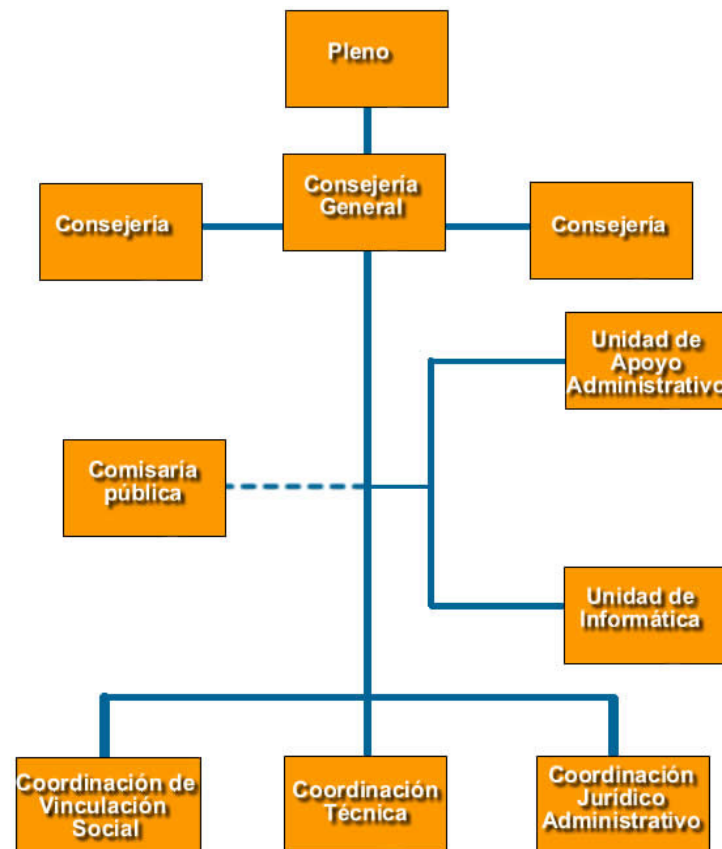 Pleno
Consejería
General
Consejería
Consejería
Unidad de
Apoyo
Administrativo
Comisaría
pública
Unidad de
Informática
Coordinación de
Vinculación
Social
Coordinación
Técnica
Coordinación
Jurídico
Administrativo